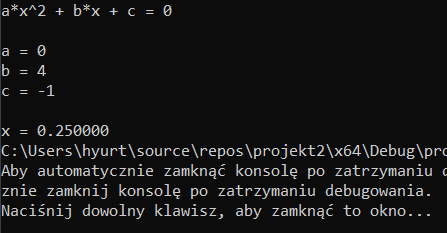 a*x^2 + b*x + c = 0
a = 0
b = 4
c = -1
x = 0.250000
C:\Users\hyurt\source\repos\projekt2\x64\Debug\pro
Aby automatycznie zamknąć konsolę po zatrzymaniu d
znie zamknij konsolę po zatrzymaniu debugowania.
Naciśnij dowolny klawisz, aby zamknąć to okno...